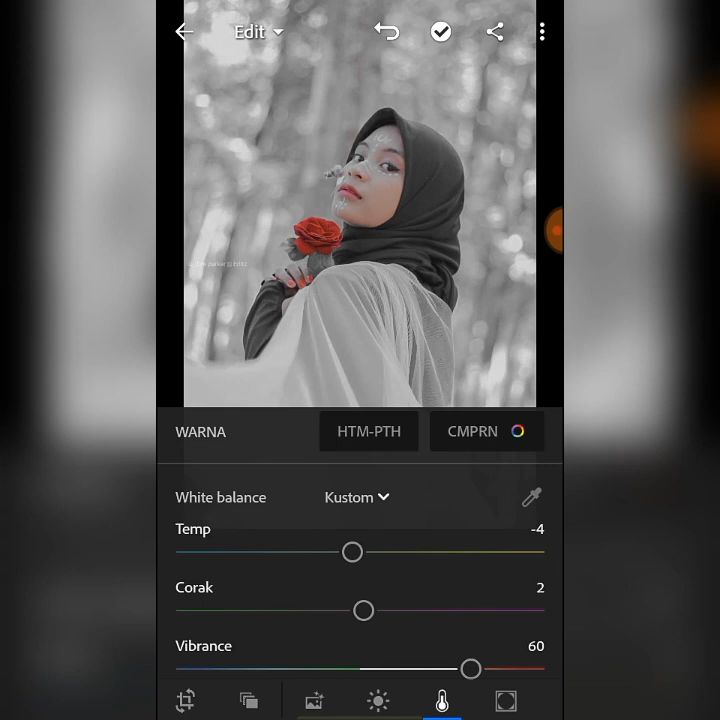 Edit
WARNA
HTM-PTH
CMPRN
White balance
Kustom
Temp
-4
Corak
2
Vibrance
60